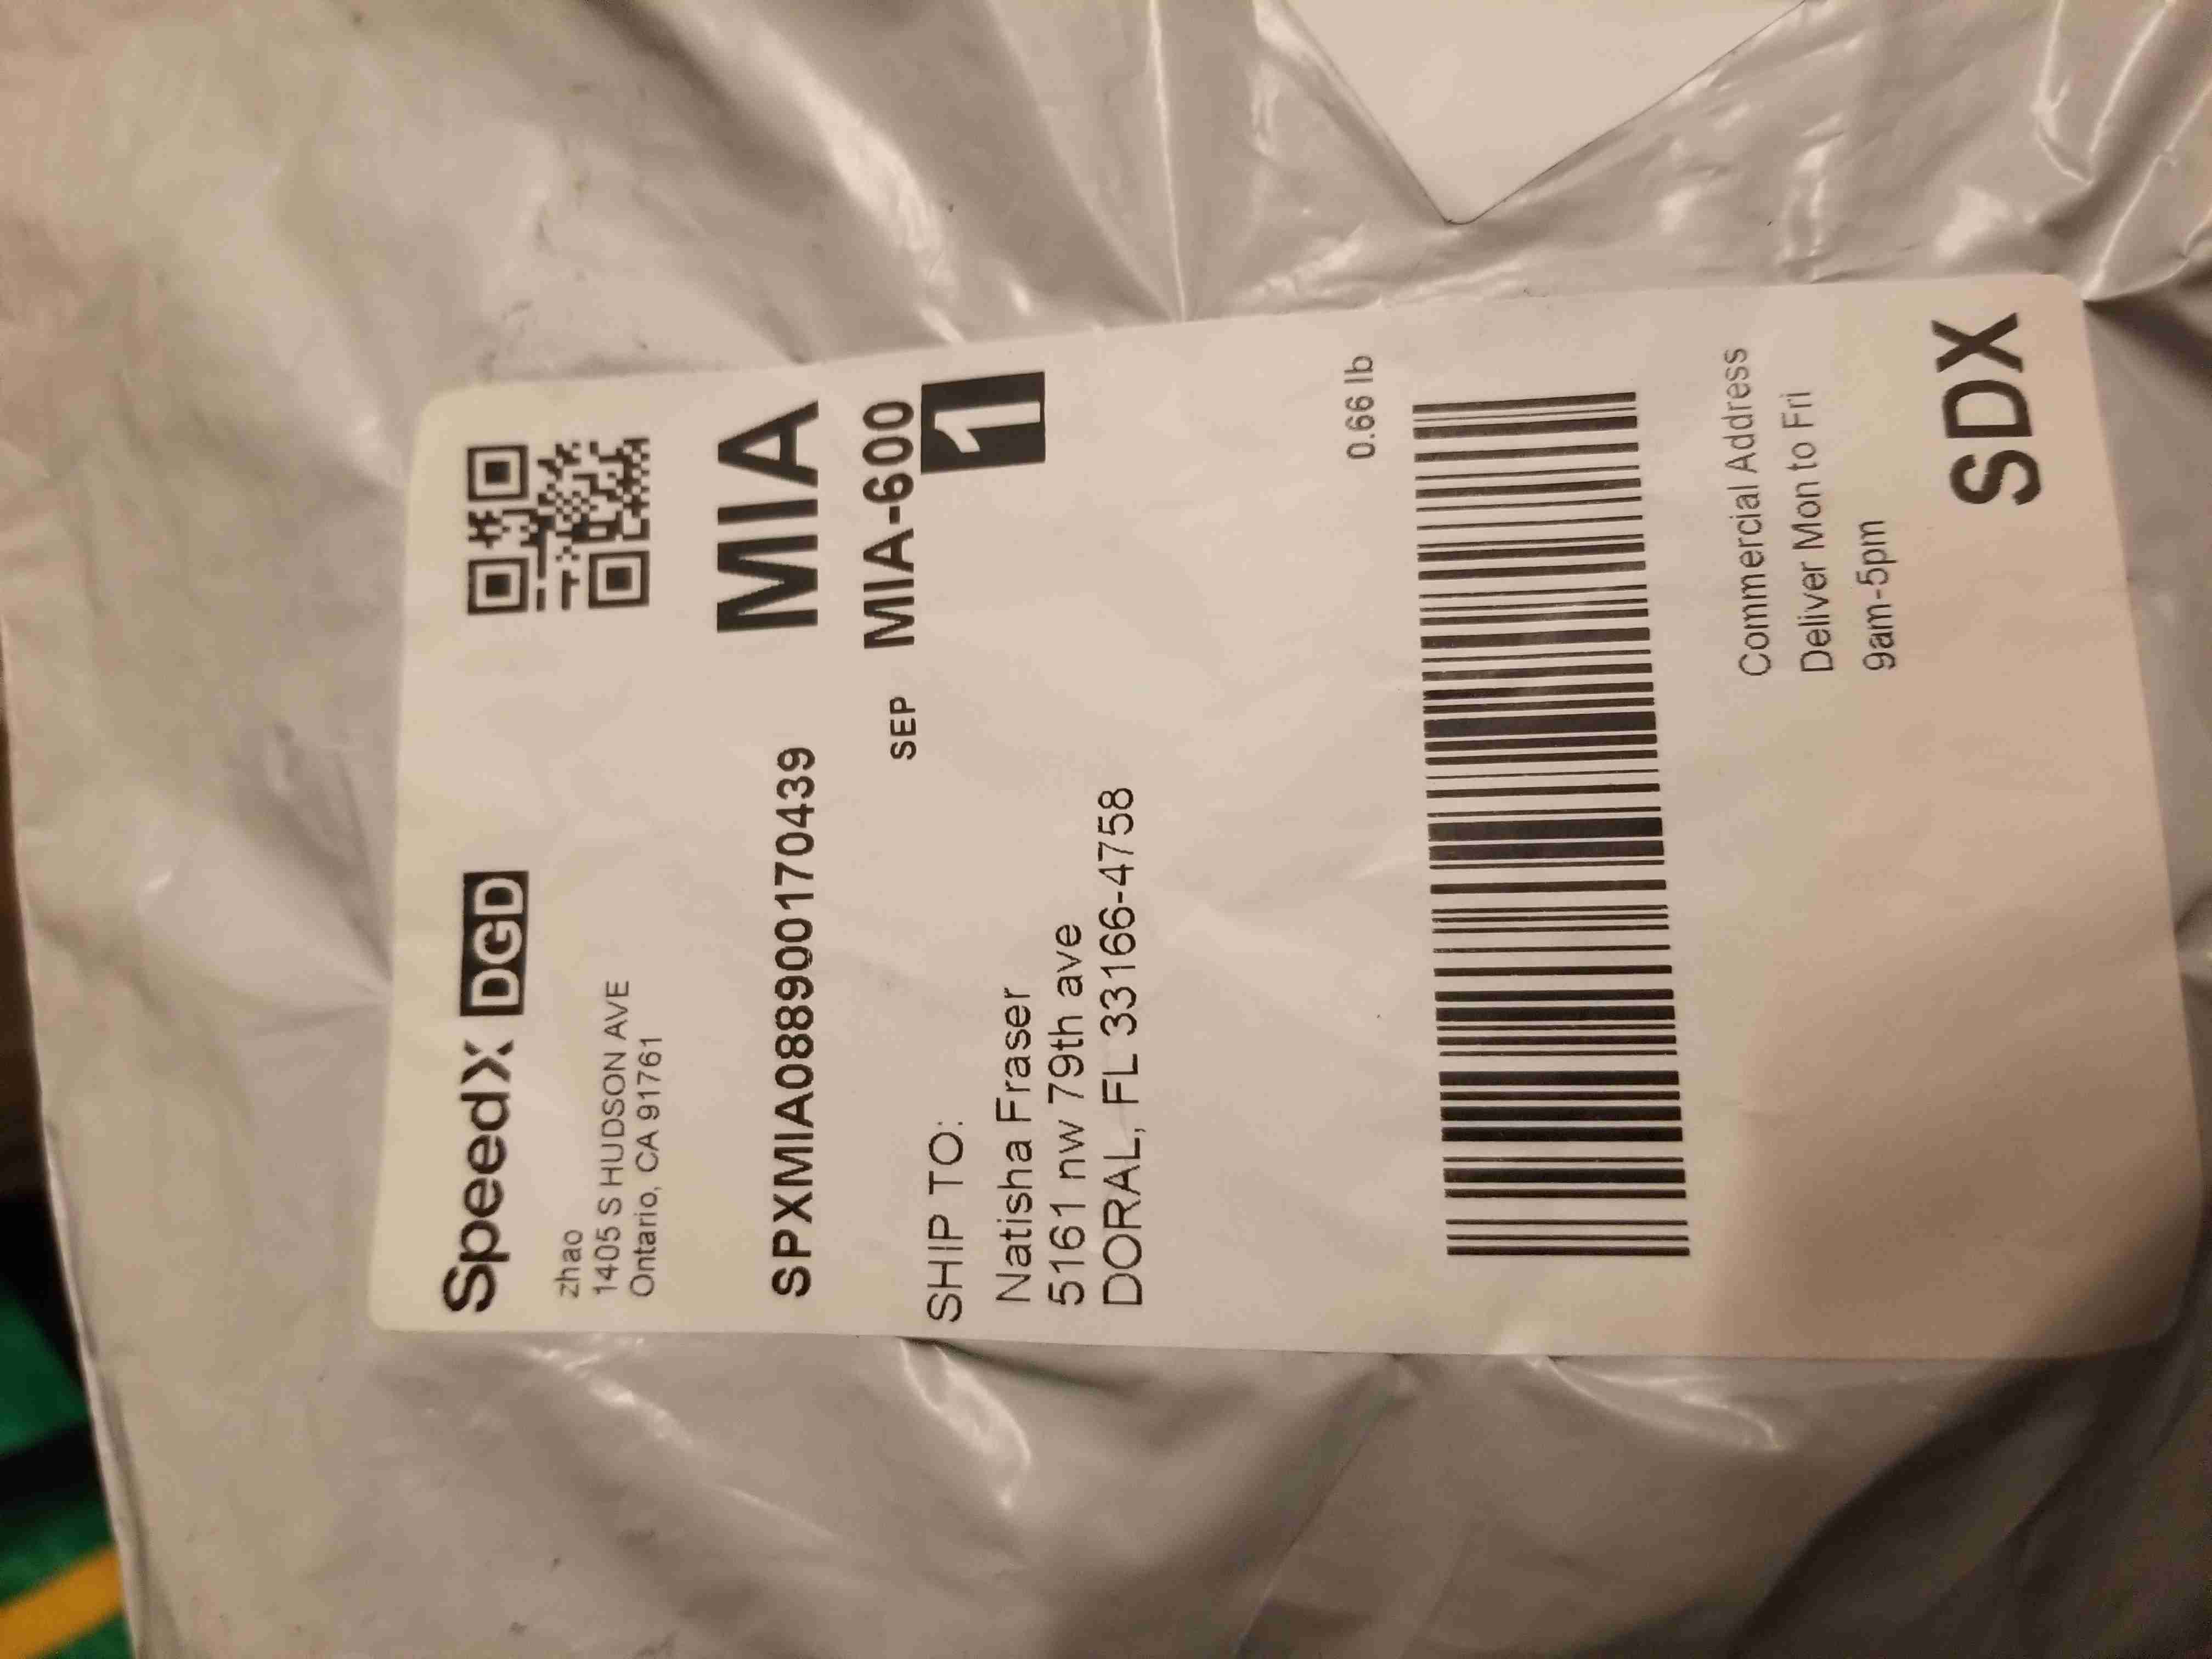 SpeedX DGD
zhao
1405 S HUDSON AVE
Ontario, CA 91761
SPXMIA088900170439
MIA
SEP MIA-600
1
SHIP TO:
Natisha Fraser
5161 nw 79th ave
DORAL, FL 33166-4758
0.66 lb
Commercial Address
Deliver Mon to Fri
9am-5pm
SDX